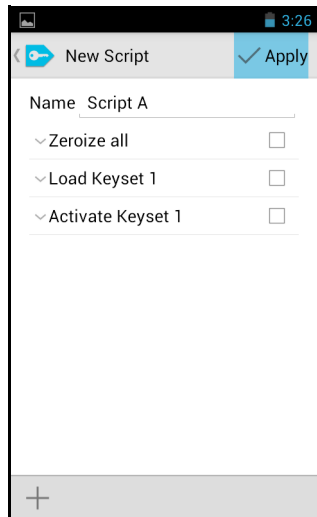 3:26
New Script
Apply
Name Script A
Zeroize all
Load Keyset 1
Activate Keyset 1